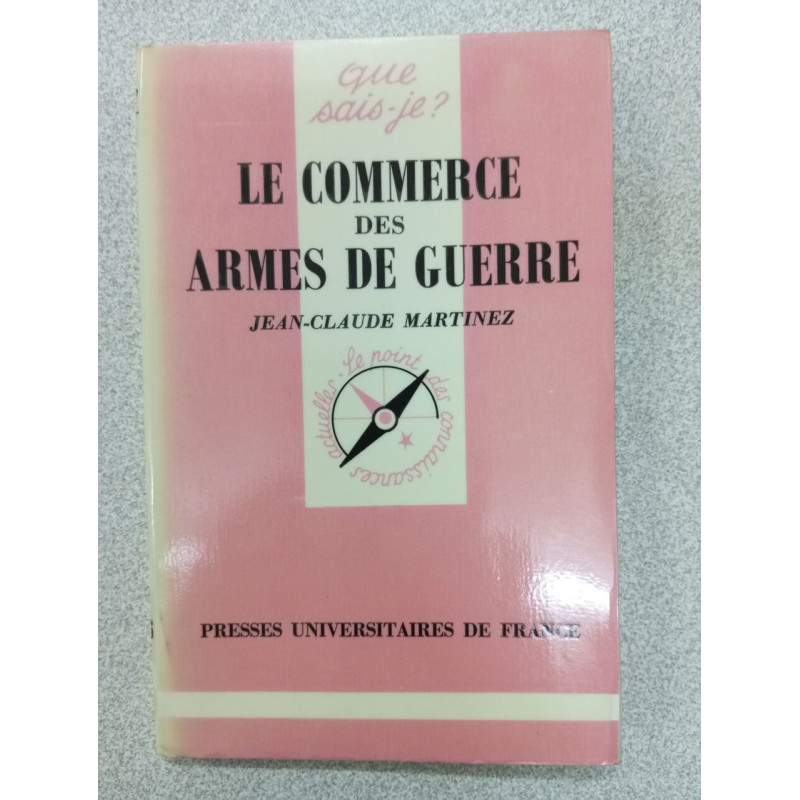 que
sais-je?
LE COMMERCE
DES
ARMES DE GUERRE
JEAN-CLAUDE MARTINEZ
Le point des connaissances actuelles.
PRESSES UNIVERSITAIRES DE FRANCE